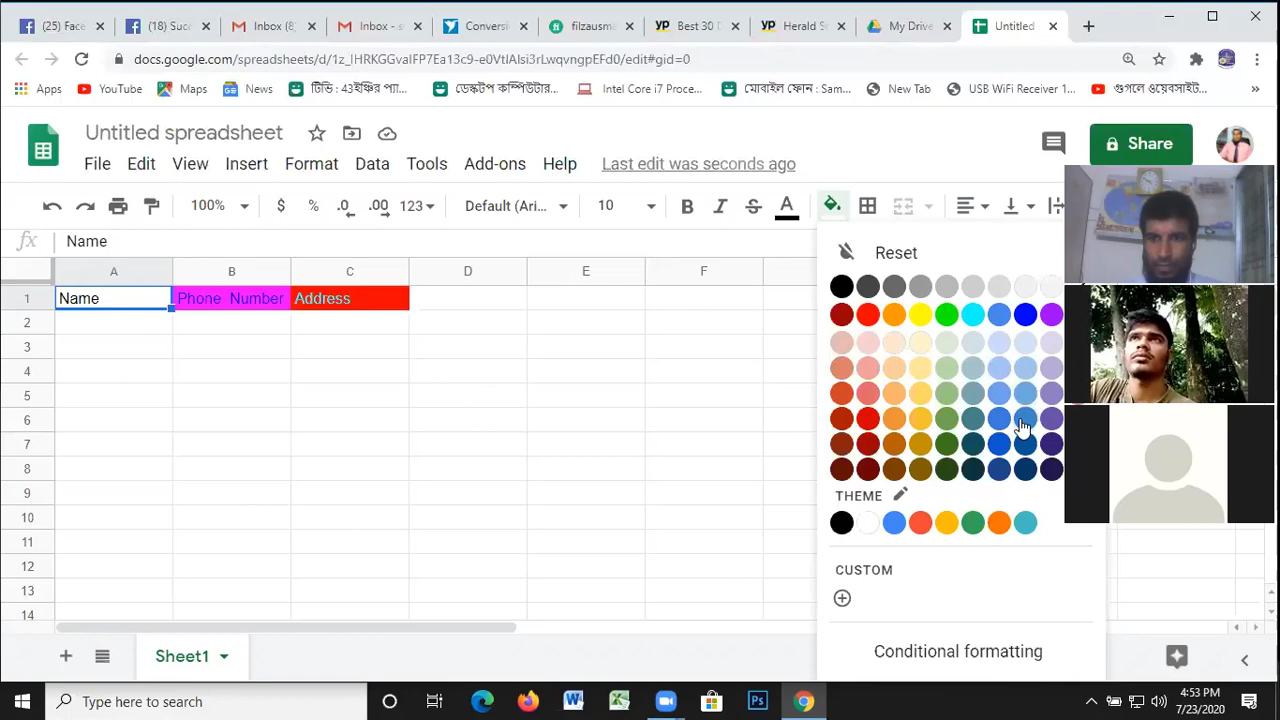 (25) Face
(18) Succ
Inbox (8)
Inbox - s
Conversi
filzausma
Best 30 D
Herald S
My Drive
Untitled
docs.google.com/spreadsheets/d/1z_
/edit#gid=0
Apps
YouTube
Maps
News
টিভি : 43ইঞ্চির প্যা...
ডেস্কটপ কম্পিউটার...
Intel Core i7 Proce...
মোবাইল ফোন : Sam...
New Tab
USB WiFi Receiver 1...
গুগলে ওয়েবসাইট...
Untitled spreadsheet
Share
File Edit View Insert Format Data Tools Add-ons Help Last edit was seconds ago
100% $ % .0 .00 123 Default (Ari... 10 B I S A
fx Name
A B C D E F
1 Name Phone Number Address
2
3
4
5
6
7
8
9
10
11
12
13
14
Reset
THEME
CUSTOM
Conditional formatting
Sheet1
Type here to search
4:53 PM
7/23/2020